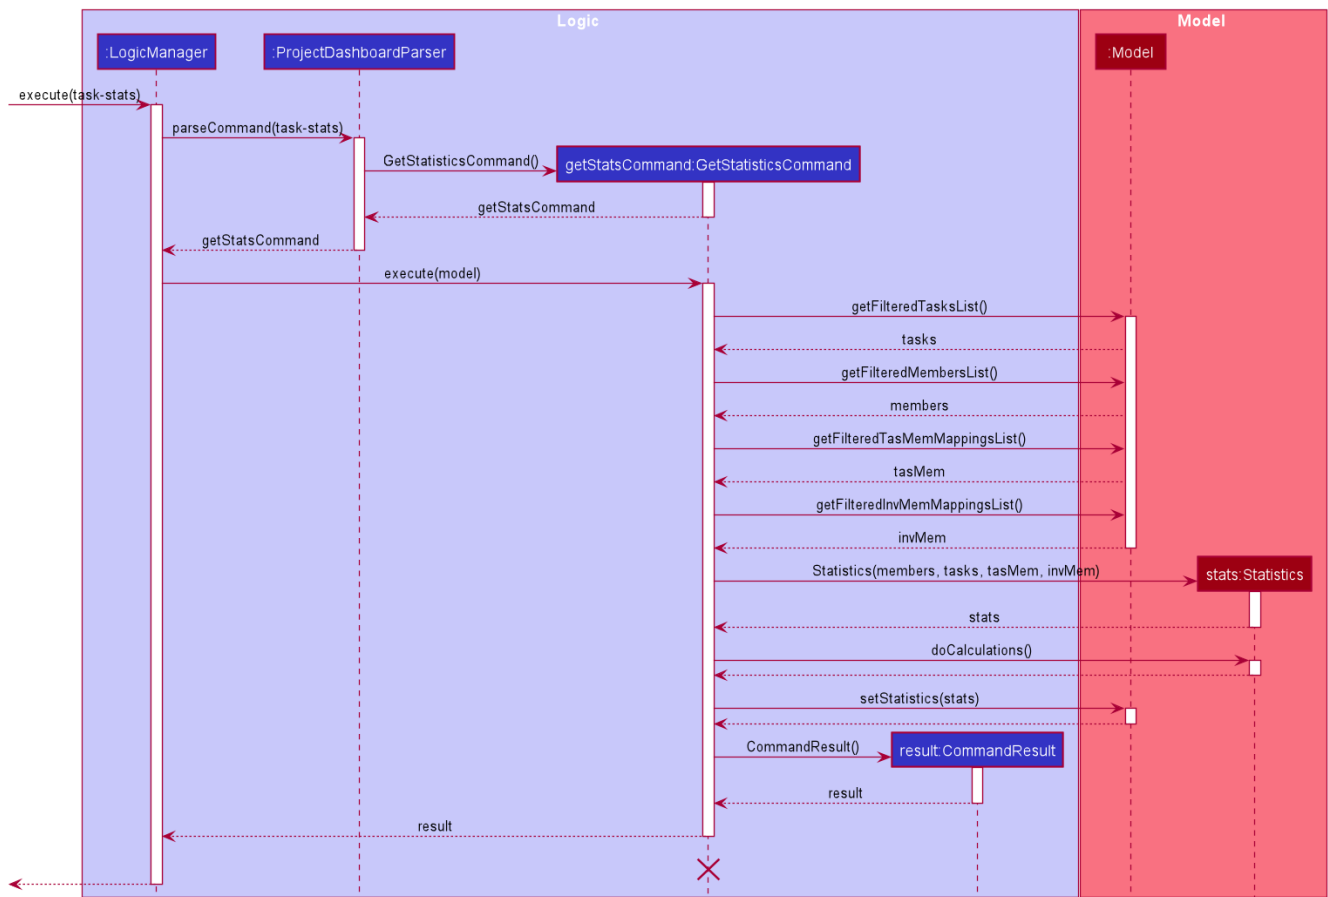 Logic
Model
:LogicManager
:ProjectDashboardParser
:Model
execute(task-stats)
parseCommand(task-stats)
GetStatisticsCommand()
getStatsCommand:GetStatisticsCommand
getStatsCommand
getStatsCommand
execute(model)
getFilteredTasksList()
tasks
getFilteredMembersList()
members
getFilteredTasMemMappingsList()
tasMem
getFilteredInvMemMappingsList()
invMem
Statistics(members, tasks, tasMem, invMem)
stats:Statistics
stats
doCalculations()
setStatistics(stats)
CommandResult()
result:CommandResult
result
result